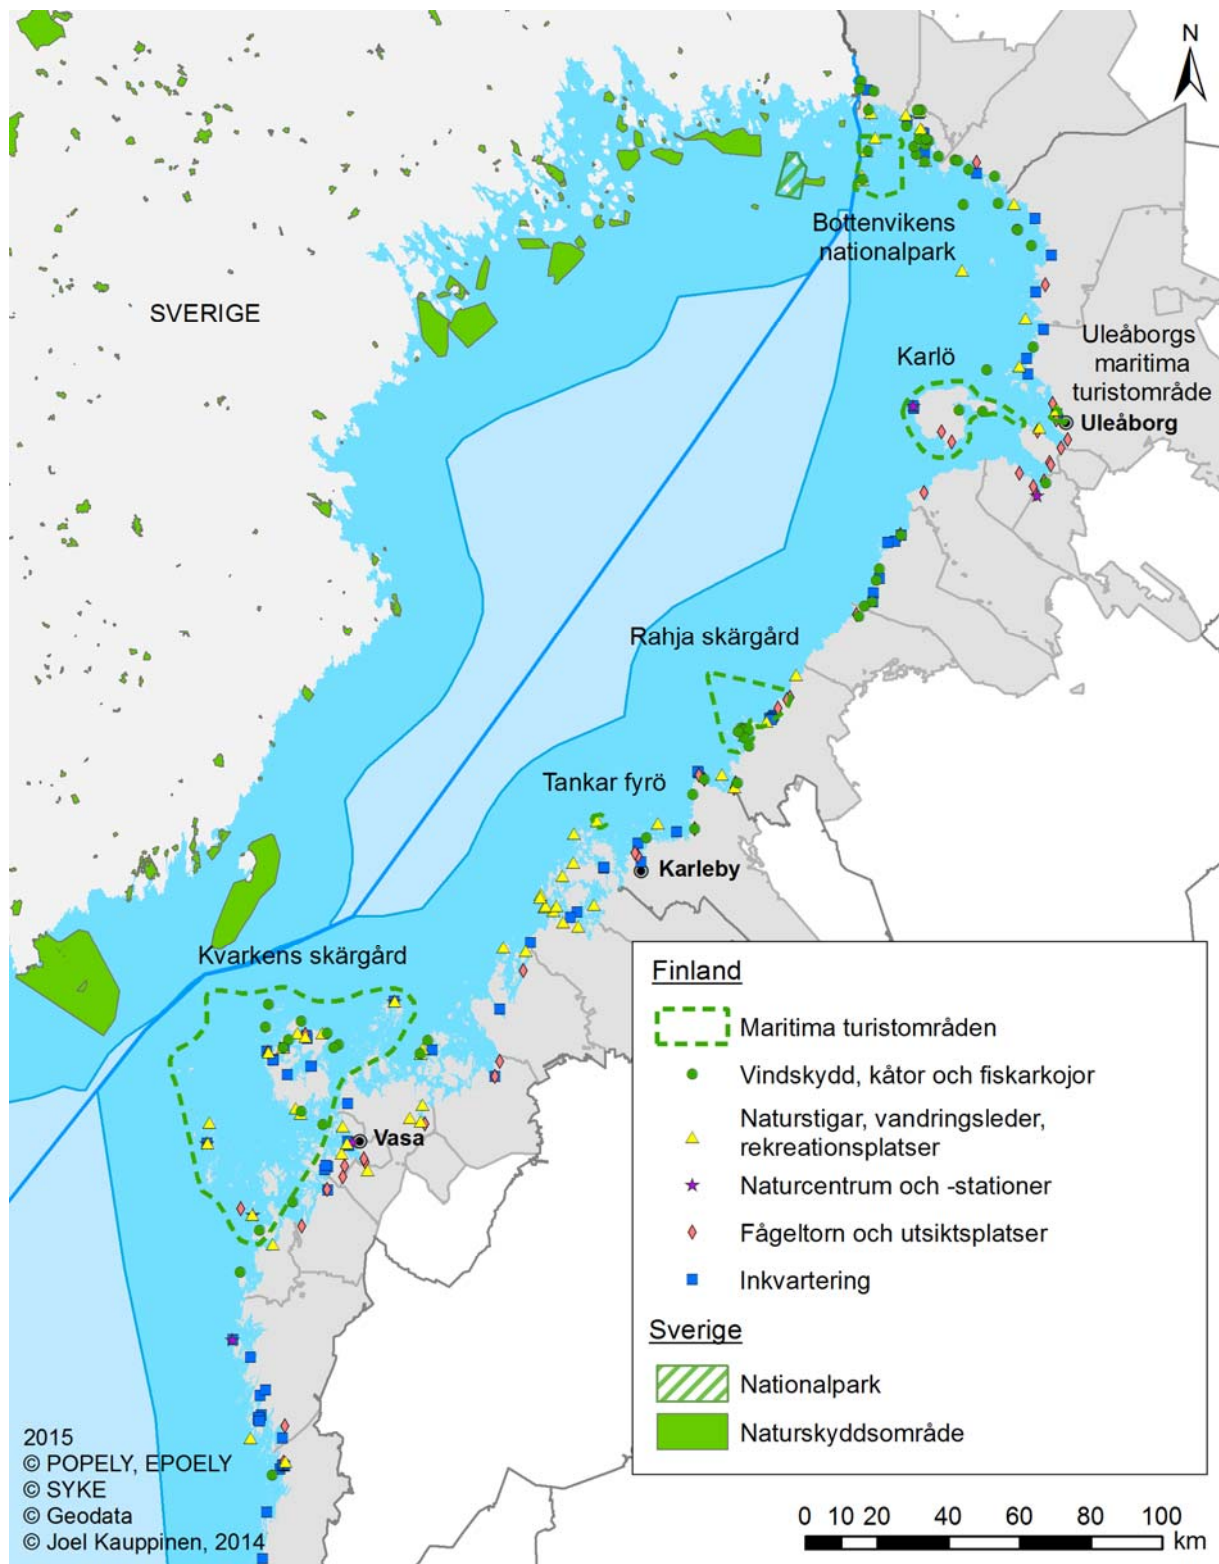 N
Bottenvikens
nationalpark
SVERIGE
Karlö
Uleåborgs
maritima
turistområde
Uleåborg
Rahja skärgård
Tankar fyrö
Karleby
Kvarkens skärgård
Vasa
Finland
Maritima turistområden
Vindskydd, kåtor och fiskarkojor
Naturstigar, vandringsleder,
rekreationsplatser
Naturcentrum och -stationer
Fågeltorn och utsiktsplatser
Inkvartering
Sverige
Nationalpark
Naturskyddsområde
2015
© POPELY, EPOELY
© SYKE
© Geodata
© Joel Kauppinen, 2014
0 10 20 40 60 80 100
km